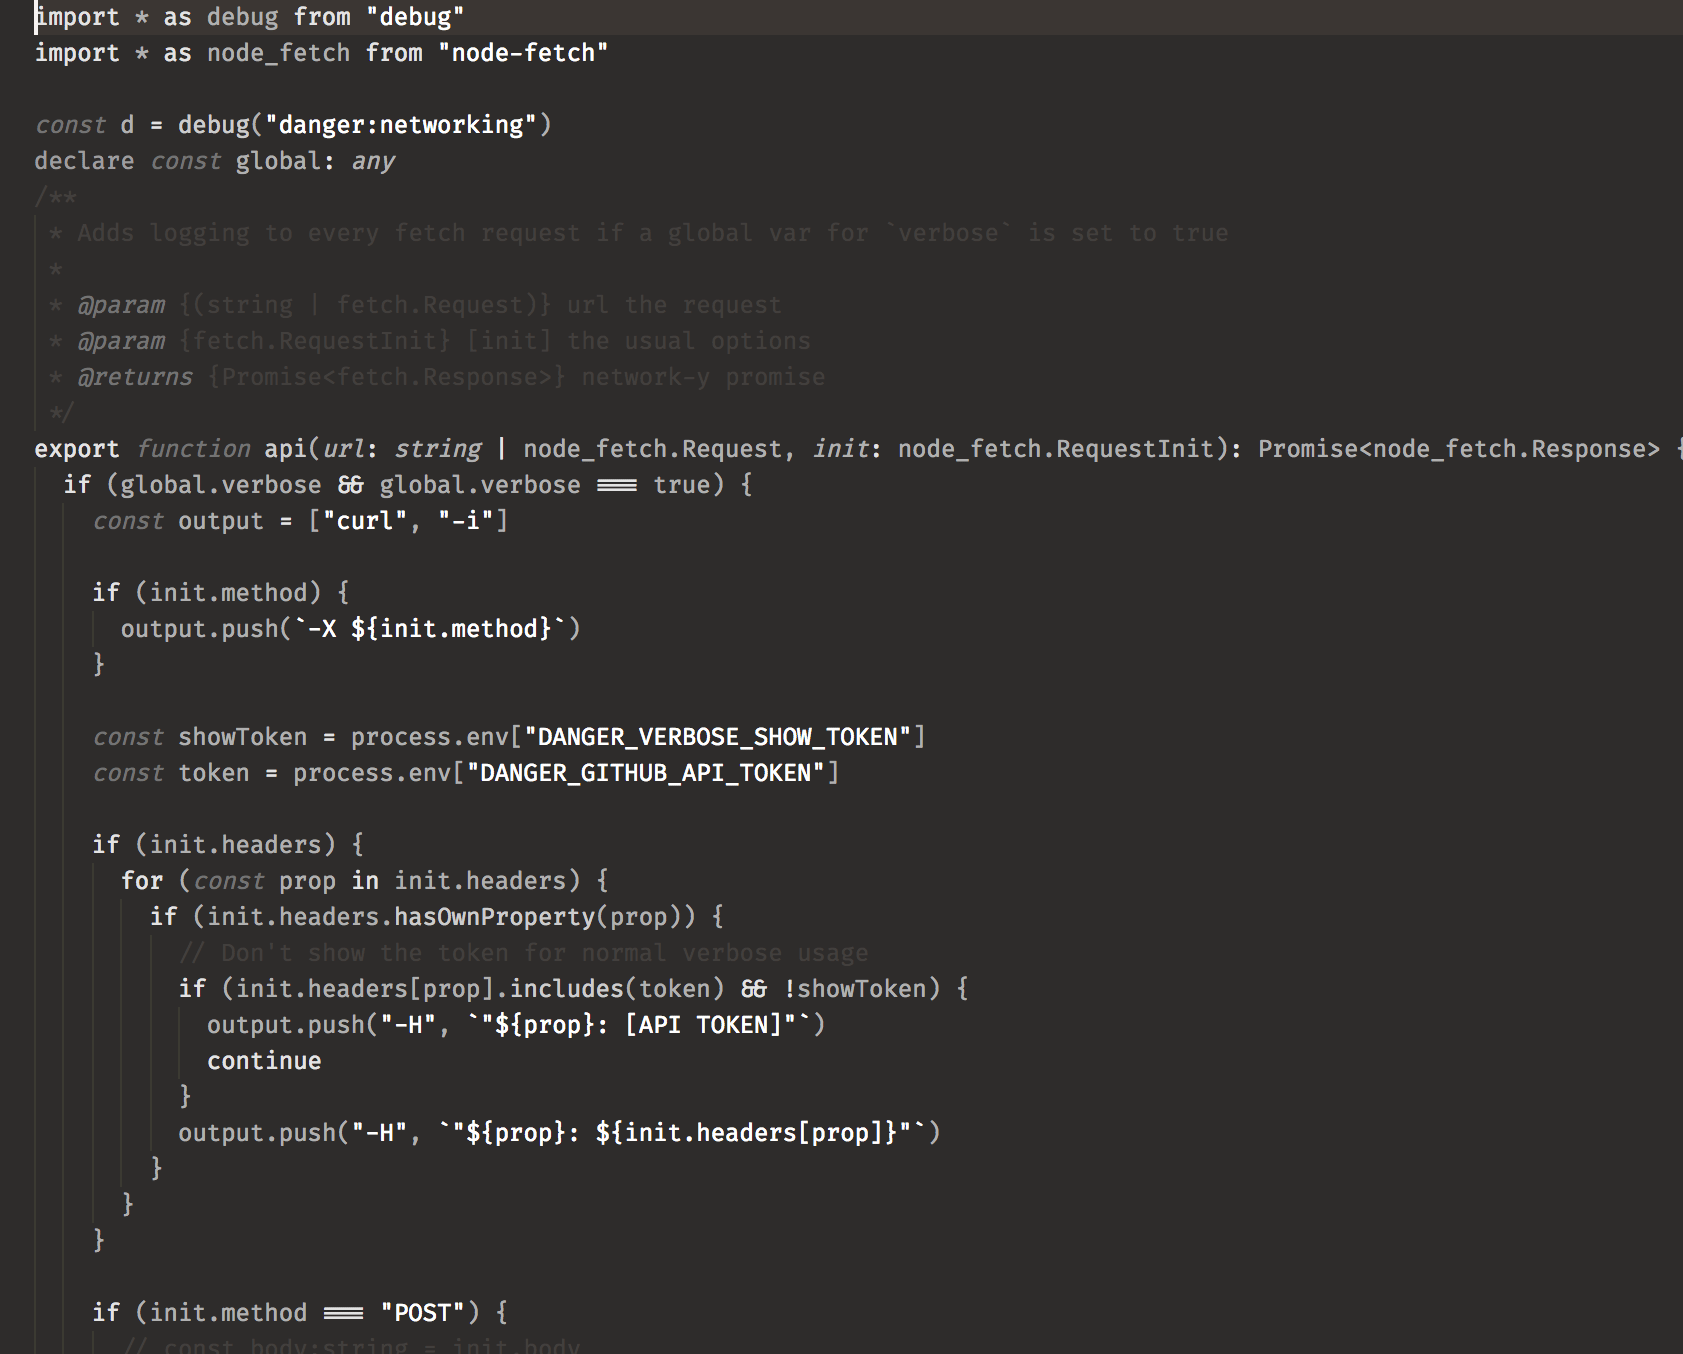 import * as debug from "debug"
import * as node_fetch from "node-fetch"

const d = debug("danger:networking")
declare const global: any
/**
 * Adds logging to every fetch request if a global var for `verbose` is set to true
 *
 * @param {(string | fetch.Request)} url the request
 * @param {fetch.RequestInit} [init] the usual options
 * @returns {Promise<fetch.Response>} network-y promise
 */
export function api(url: string | node_fetch.Request, init: node_fetch.RequestInit): Promise<node_fetch.Response> {
  if (global.verbose && global.verbose === true) {
    const output = ["curl", "-i"]

    if (init.method) {
      output.push(`-X ${init.method}`)
    }

    const showToken = process.env["DANGER_VERBOSE_SHOW_TOKEN"]
    const token = process.env["DANGER_GITHUB_API_TOKEN"]

    if (init.headers) {
      for (const prop in init.headers) {
        if (init.headers.hasOwnProperty(prop)) {
          // Don't show the token for normal verbose usage
          if (init.headers[prop].includes(token) && !showToken) {
            output.push("-H", `"${prop}: [API TOKEN]"`)
            continue
          }
          output.push("-H", `"${prop}: ${init.headers[prop]}"`)
        }
      }
    }

    if (init.method === "POST") {
      // const body:string = init.body